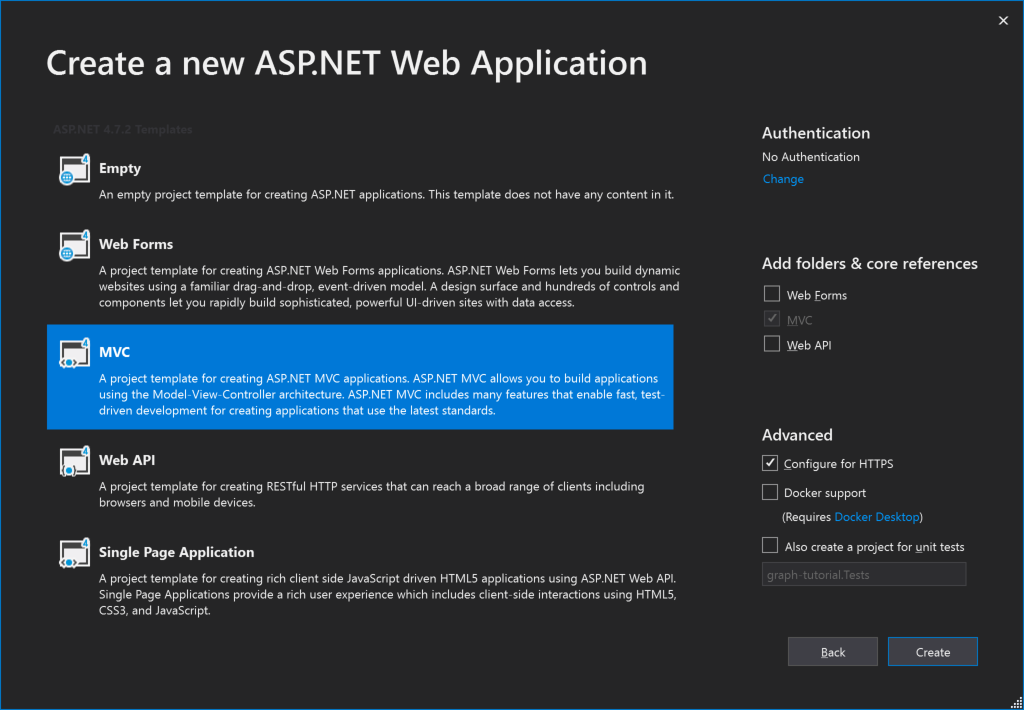 Create a new ASP.NET Web Application
ASP.NET 4.7.2 Templates
Empty
An empty project template for creating ASP.NET applications. This template does not have any content in it.
Web Forms
A project template for creating ASP.NET Web Forms applications. ASP.NET Web Forms lets you build dynamic
websites using a familiar drag-and-drop, event-driven model. A design surface and hundreds of controls and
components let you rapidly build sophisticated, powerful UI-driven sites with data access.
MVC
A project template for creating ASP.NET MVC applications. ASP.NET MVC allows you to build applications
using the Model-View-Controller architecture. ASP.NET MVC includes many features that enable fast, test-
driven development for creating applications that use the latest standards.
Web API
A project template for creating RESTful HTTP services that can reach a broad range of clients including
browsers and mobile devices.
Single Page Application
A project template for creating rich client side JavaScript driven HTML5 applications using ASP.NET Web API.
Single Page Applications provide a rich user experience which includes client-side interactions using HTML5,
CSS3, and JavaScript.
Authentication
No Authentication
Change
Add folders & core references
Web Forms
MVC
Web API
Advanced
Configure for HTTPS
Docker support
(Requires Docker Desktop)
Also create a project for unit tests
graph-tutorial.Tests
Back
Create